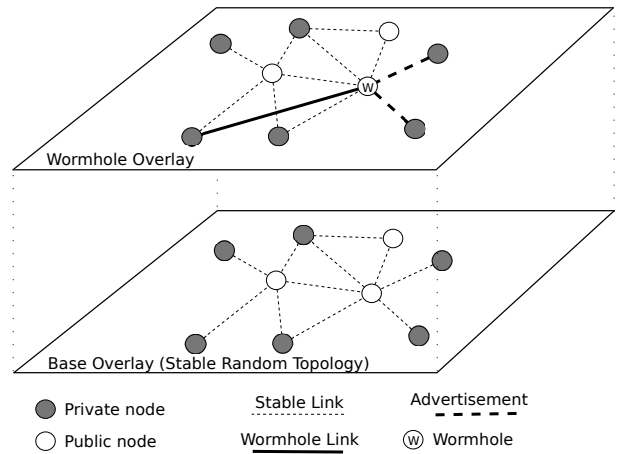 W
Wormhole Overlay
Base Overlay (Stable Random Topology)
Private node
Stable Link
Advertisement
Public node
Wormhole Link
W Wormhole